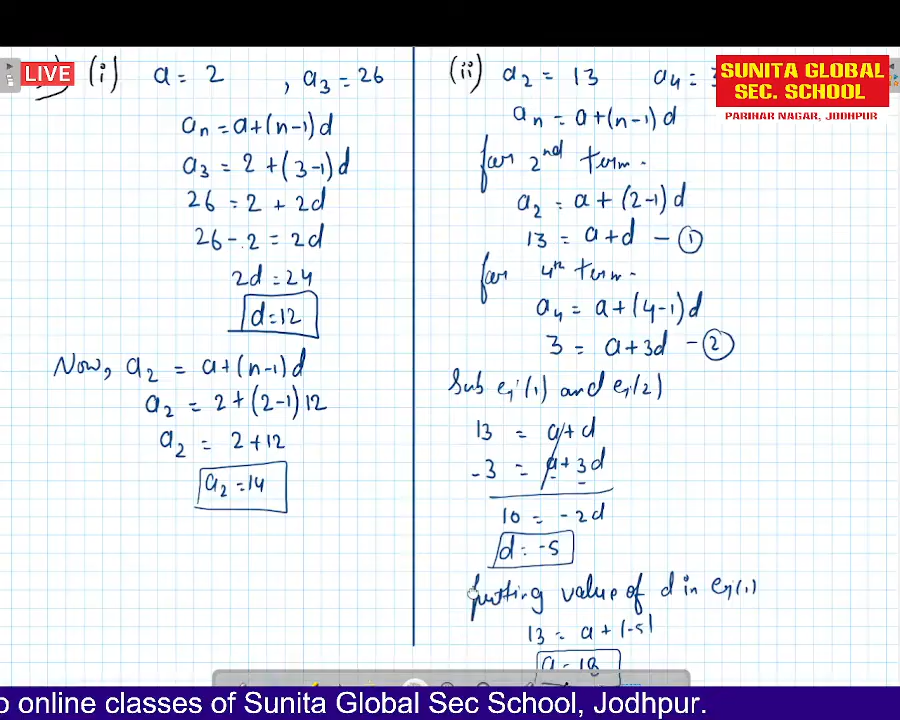 LIVE
(i) a = 2 , a3 = 26
an = a+(n-1)d
a3 = 2 + (3-1)d
26 = 2 + 2d
26 - 2 = 2d
2d = 24
d = 12
Now, a2 = a+(n-1)d
a2 = 2+(2-1)12
a2 = 2+12
a2 = 14
(ii) a2 = 13 a4 = 3
SUNITA GLOBAL
SEC. SCHOOL
PARIHAR NAGAR, JODHPUR
an = a+(n-1)d
for 2nd term.
a2 = a + (2-1)d
13 = a+d - 1
for 4th term.
a4 = a+(4-1)d
3 = a+3d - 2
Sub eq(1) and eq(2)
13 = a+d
-3 = a+3d
- -
10 = -2d
d = -5
putting value of d in eq(1)
13 = a+(-5)
a = 18
online classes of Sunita Global Sec School, Jodhpur.